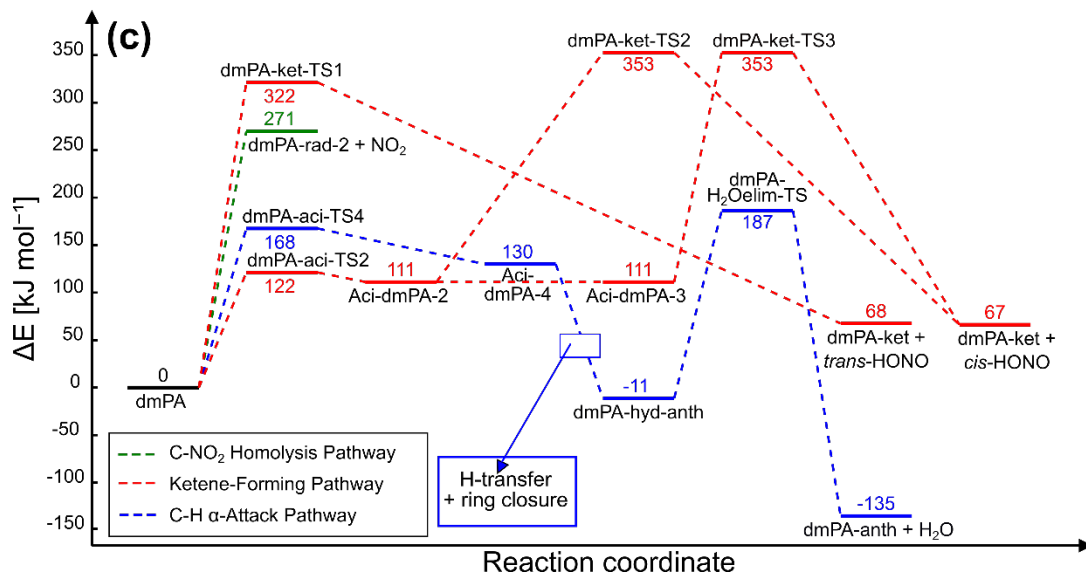 (c)
ΔE [kJ mol⁻¹]
350
300
250
200
150
100
50
0
-50
-100
-150
dmPA-ket-TS1
322
271
dmPA-rad-2 + NO₂
dmPA-aci-TS4
168
dmPA-aci-TS2
122
0
dmPA
111
Aci-dmPA-2
130
Aci-
dmPA-4
dmPA-ket-TS2
353
dmPA-ket-TS3
353
111
Aci-dmPA-3
dmPA-
H₂Oelim-TS
187
-11
dmPA-hyd-anth
68
dmPA-ket +
trans-HONO
67
dmPA-ket +
cis-HONO
-135
dmPA-anth + H₂O
H-transfer
+ ring closure
C-NO₂ Homolysis Pathway
Ketene-Forming Pathway
C-H α-Attack Pathway
Reaction coordinate